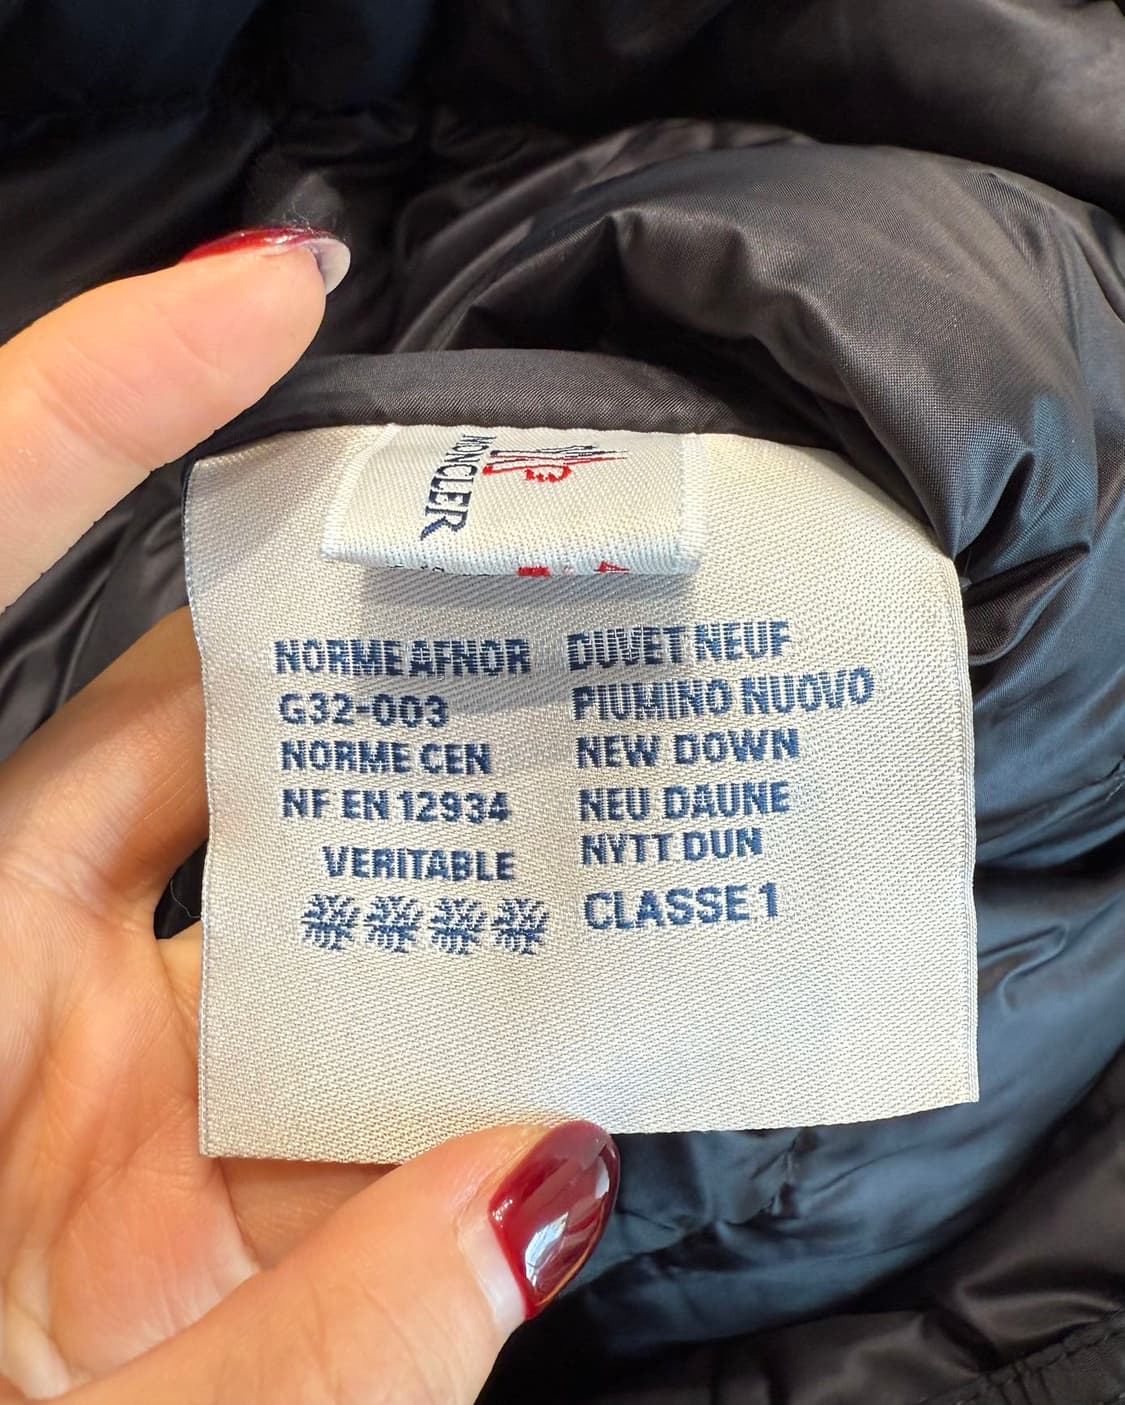 MONCLER
NORME AFNOR
G32-003
NORME CEN
NF EN 12934
VERITABLE
DUVET NEUF
PIUMINO NUOVO
NEW DOWN
NEU DAUNE
NYTT DUN
CLASSE 1